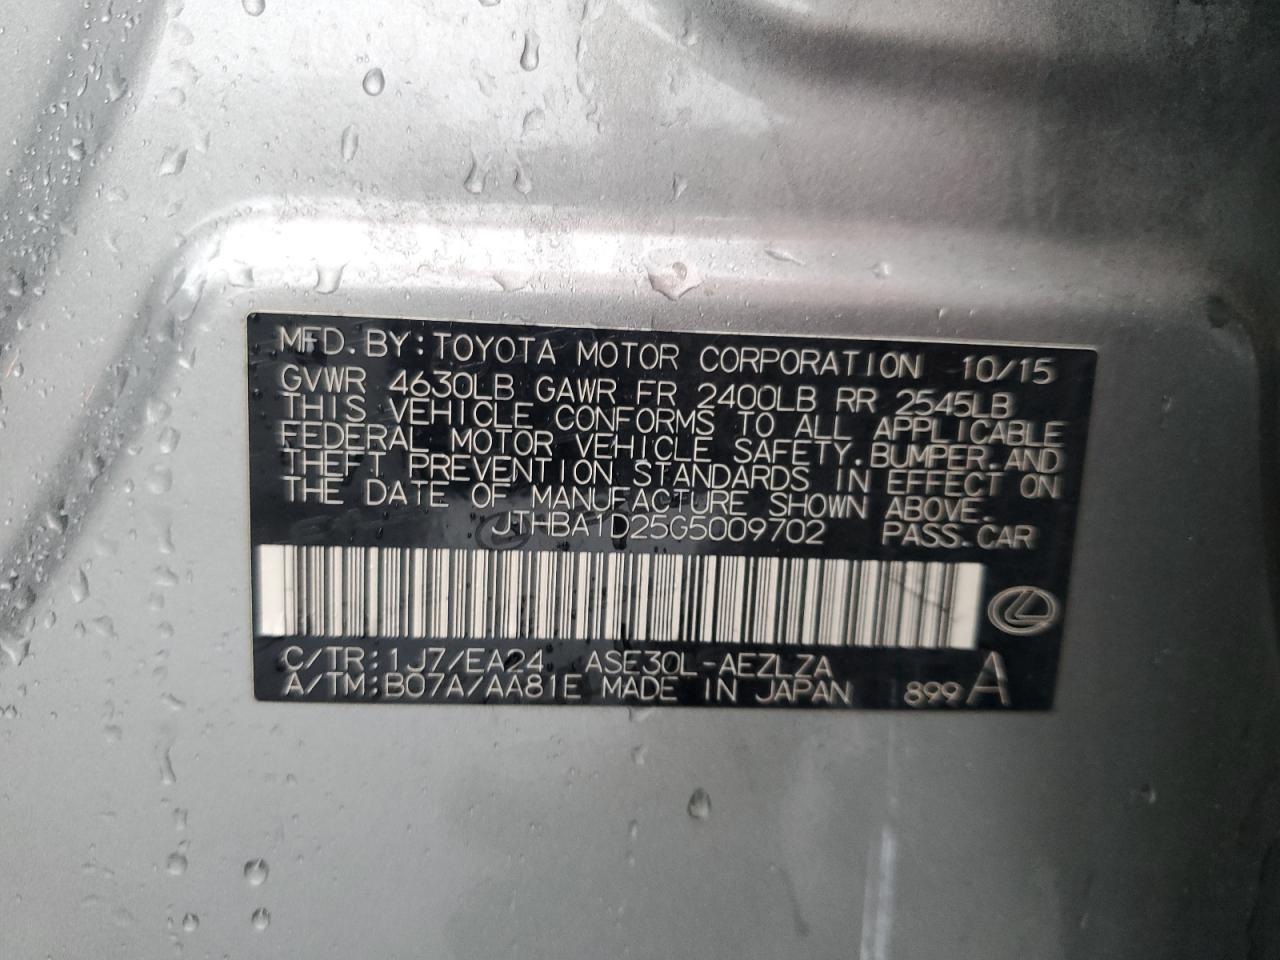 MFD. BY: TOYOTA MOTOR CORPORATION 10/15
GVWR 4630LB GAWR FR 2400LB RR 2545LB
THIS VEHICLE CONFORMS TO ALL APPLICABLE
FEDERAL MOTOR VEHICLE SAFETY, BUMPER, AND
THEFT PREVENTION STANDARDS IN EFFECT ON
THE DATE OF MANUFACTURE SHOWN ABOVE.
JTHBA1D25G5009702 PASS. CAR
C/TR: 1J7/EA24 ASE30L-AEZLZA
A/TM: B07A/AA81E MADE IN JAPAN 899 A